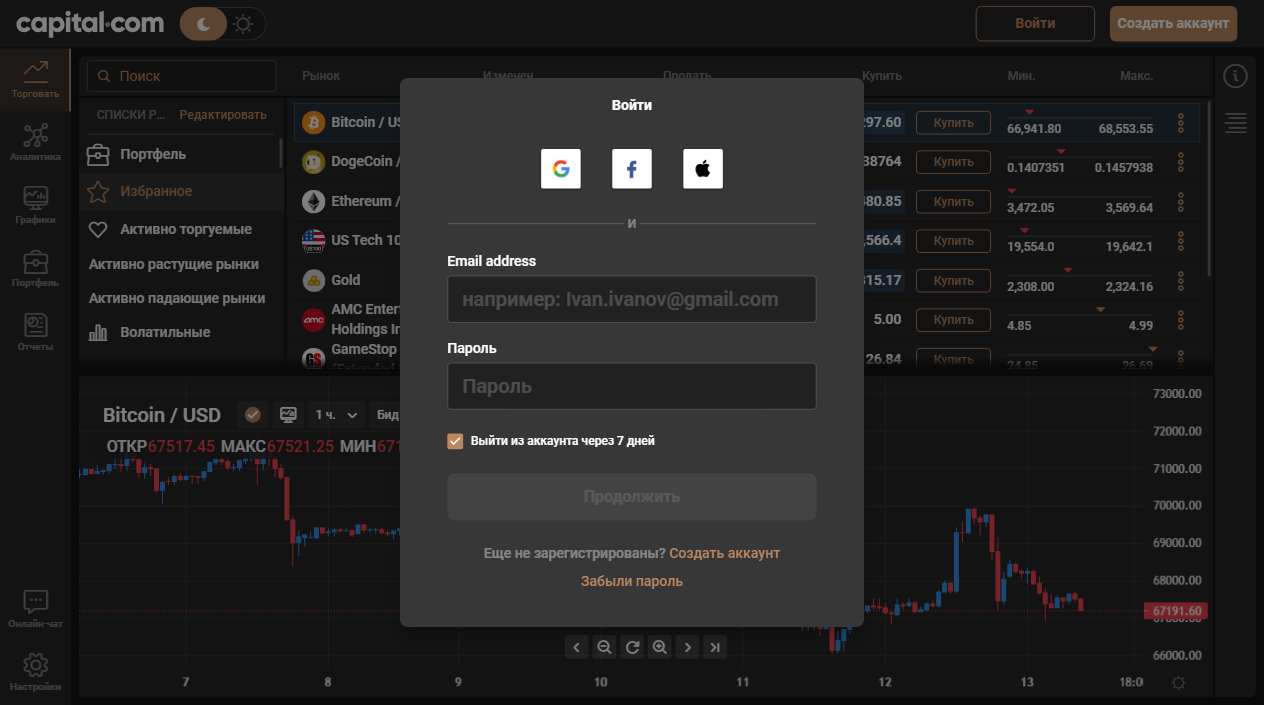 capital.com
Войти
Создать аккаунт
Торговать
Аналитика
Графики
Портфель
Отчеты
Онлайн-чат
Настройки
Поиск
СПИСКИ Р... Редактировать
Портфель
Избранное
Активно торгуемые
Активно растущие рынки
Активно падающие рынки
Волатильные
Рынок Изменен Продать Купить Мин. Макс.
Bitcoin / US 297.60 Купить 66,941.80 68,553.55
DogeCoin / 38764 Купить 0.1407351 0.1457938
Ethereum / 80.85 Купить 3,472.05 3,569.64
US Tech 10 ,566.4 Купить 19,554.0 19,642.1
Gold 315.17 Купить 2,308.00 2,324.16
AMC Enter
Holdings In 5.00 Купить 4.85 4.99
GameStop 26.84 Купить 24.85 26.69
(Extended
Войти
И
Email address
например: Ivan.ivanov@gmail.com
Пароль
Пароль
Выйти из аккаунта через 7 дней
Продолжить
Еще не зарегистрированы? Создать аккаунт
Забыли пароль
Bitcoin / USD 1 ч. Бид
ОТКР67517.45 МАКС67521.25 МИН671
73000.00
72000.00
71000.00
70000.00
69000.00
68000.00
67191.60
67000.00
66000.00
7 8 9 10 11 12 13 18:0